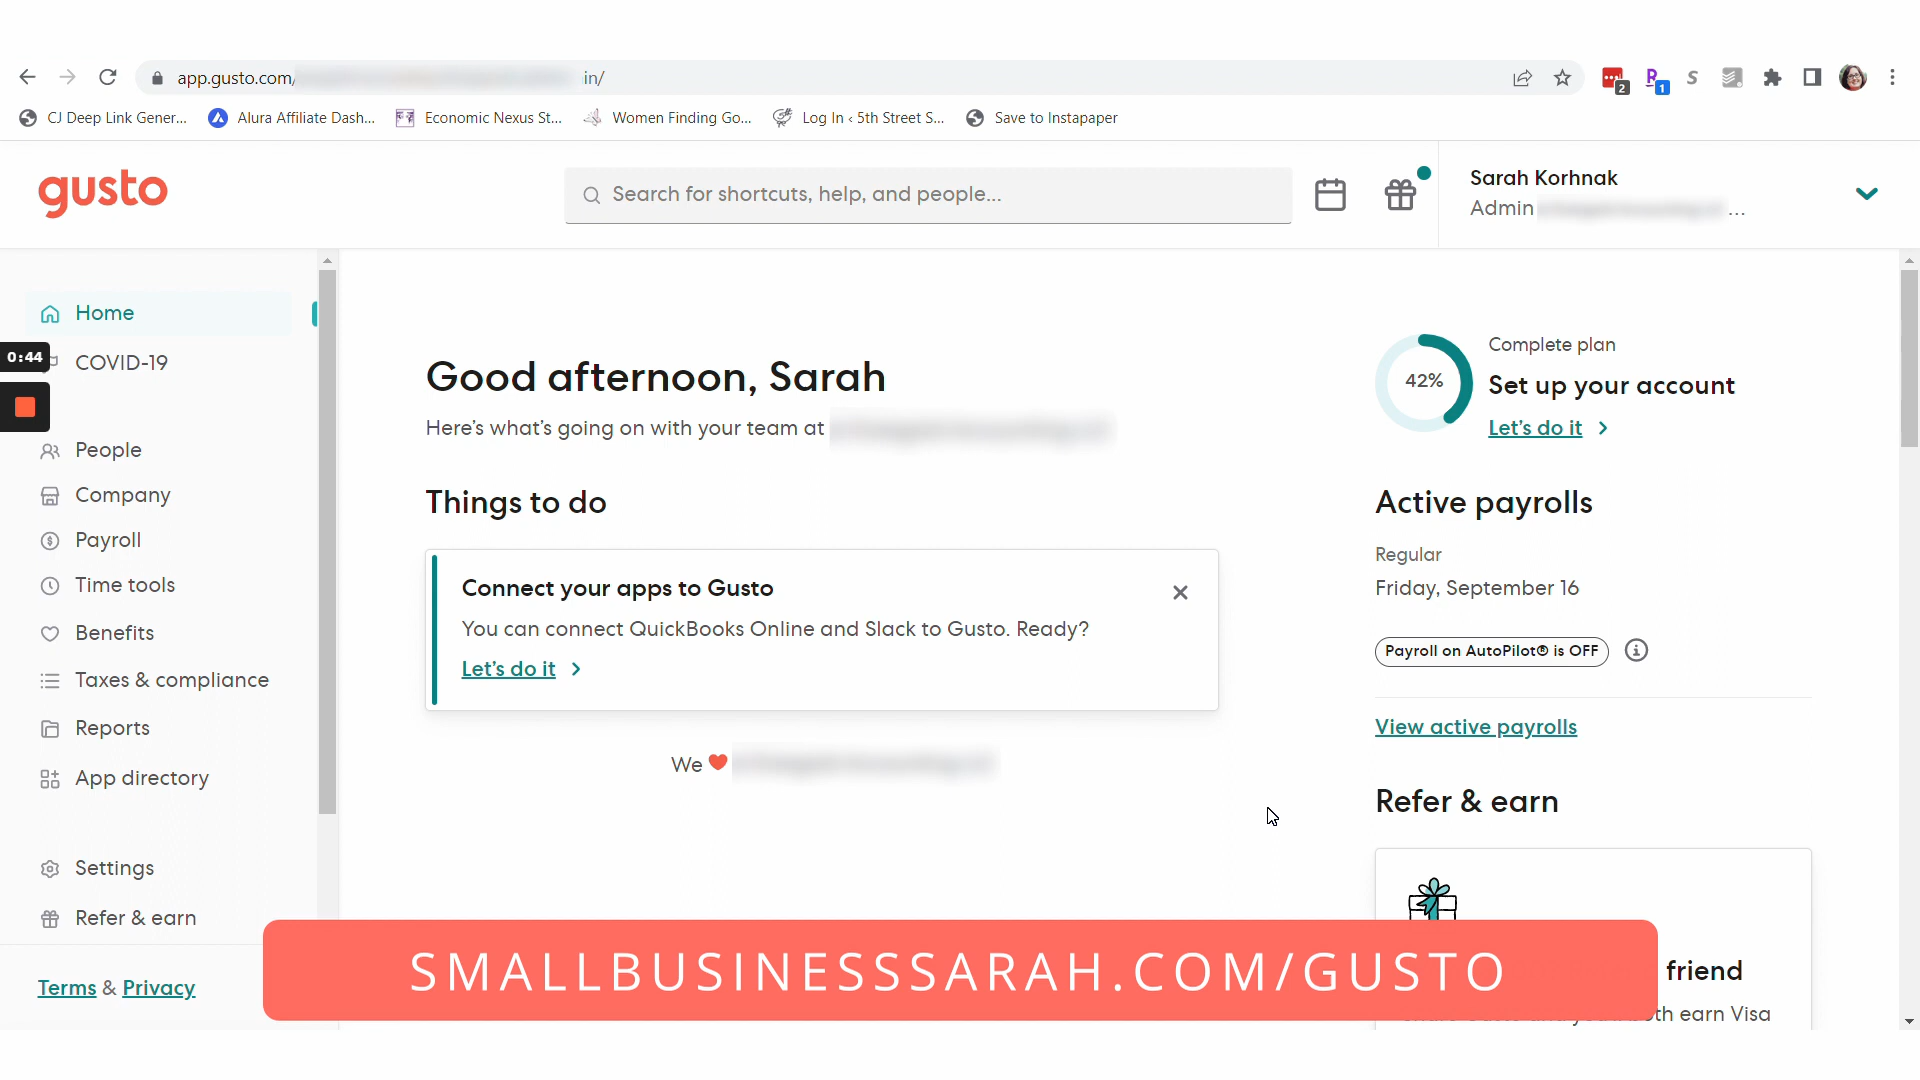 app.gusto.com/ in/
2
1
CJ Deep Link Gener...
Alura Affiliate Dash...
Economic Nexus St...
Women Finding Go...
Log In ‹ 5th Street S...
Save to Instapaper
gusto
Search for shortcuts, help, and people...
Sarah Korhnak
Admin ...
Home
0:44
COVID-19
People
Company
Payroll
Time tools
Benefits
Taxes & compliance
Reports
App directory
Settings
Refer & earn
Terms & Privacy
Good afternoon, Sarah
Here's what's going on with your team at
Things to do
Connect your apps to Gusto
You can connect QuickBooks Online and Slack to Gusto. Ready?
Let's do it
We
42%
Complete plan
Set up your account
Let's do it
Active payrolls
Regular
Friday, September 16
Payroll on AutoPilot® is OFF
View active payrolls
Refer & earn
friend
both earn Visa
SMALLBUSINESSSARAH.COM/GUSTO